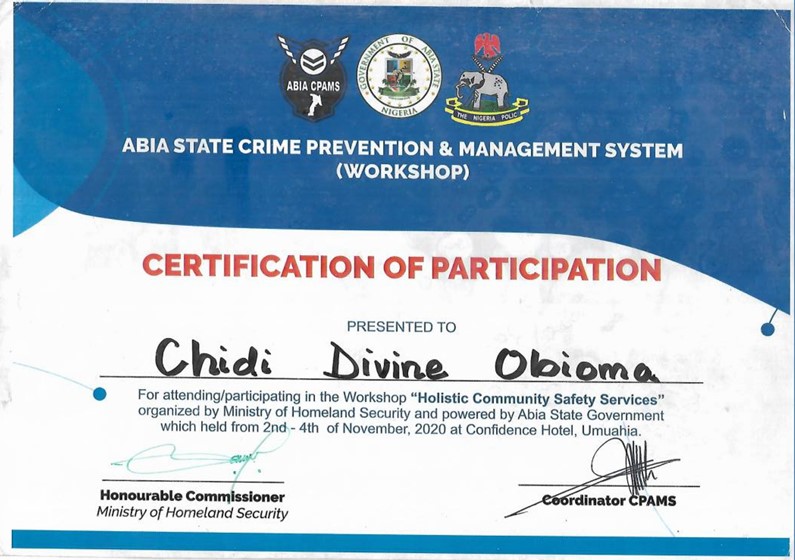 ABIA CPAMS
GOVERNMENT OF ABIA STATE
NIGERIA
THE NIGERIA POLIC
ABIA STATE CRIME PREVENTION & MANAGEMENT SYSTEM
(WORKSHOP)
CERTIFICATION OF PARTICIPATION
PRESENTED TO
Chidi Divine Obioma
For attending/participating in the Workshop “Holistic Community Safety Services”
organized by Ministry of Homeland Security and powered by Abia State Government
which held from 2nd - 4th of November, 2020 at Confidence Hotel, Umuahia.
Honourable Commissioner
Ministry of Homeland Security
Coordinator CPAMS